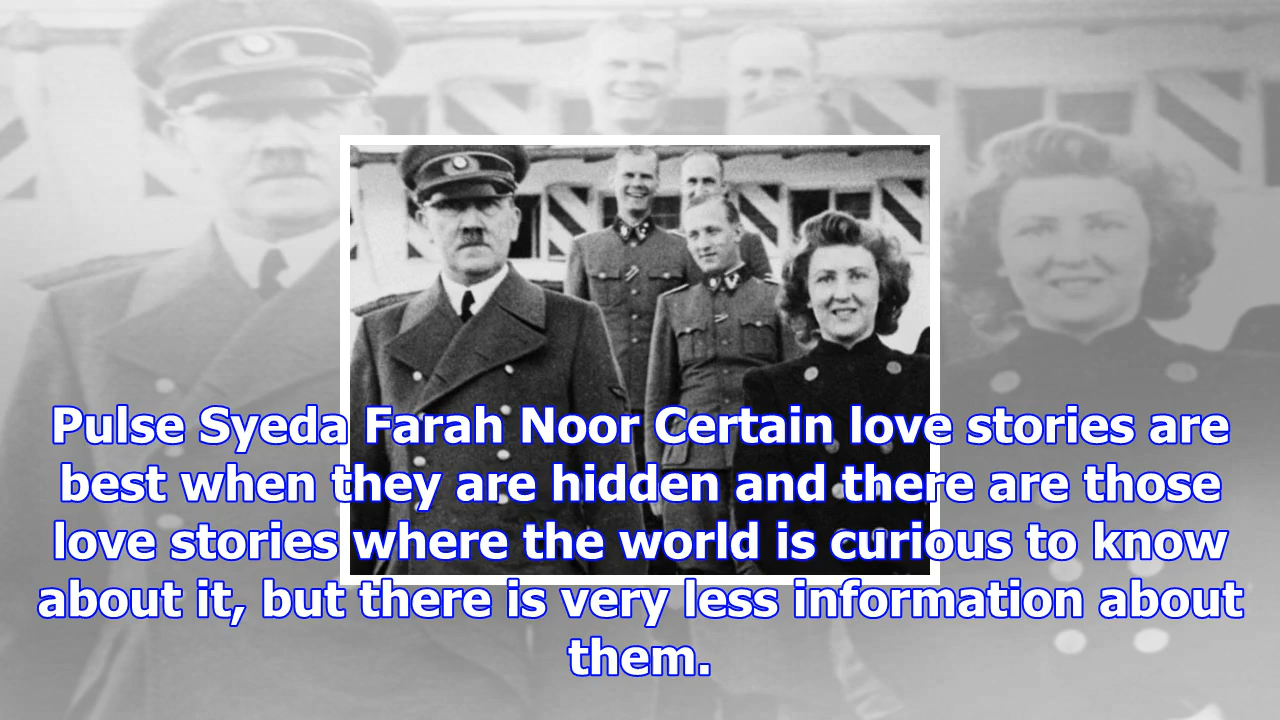 Pulse Syeda Farah Noor Certain love stories are
best when they are hidden and there are those
love stories where the world is curious to know
about it, but there is very less information about
them.